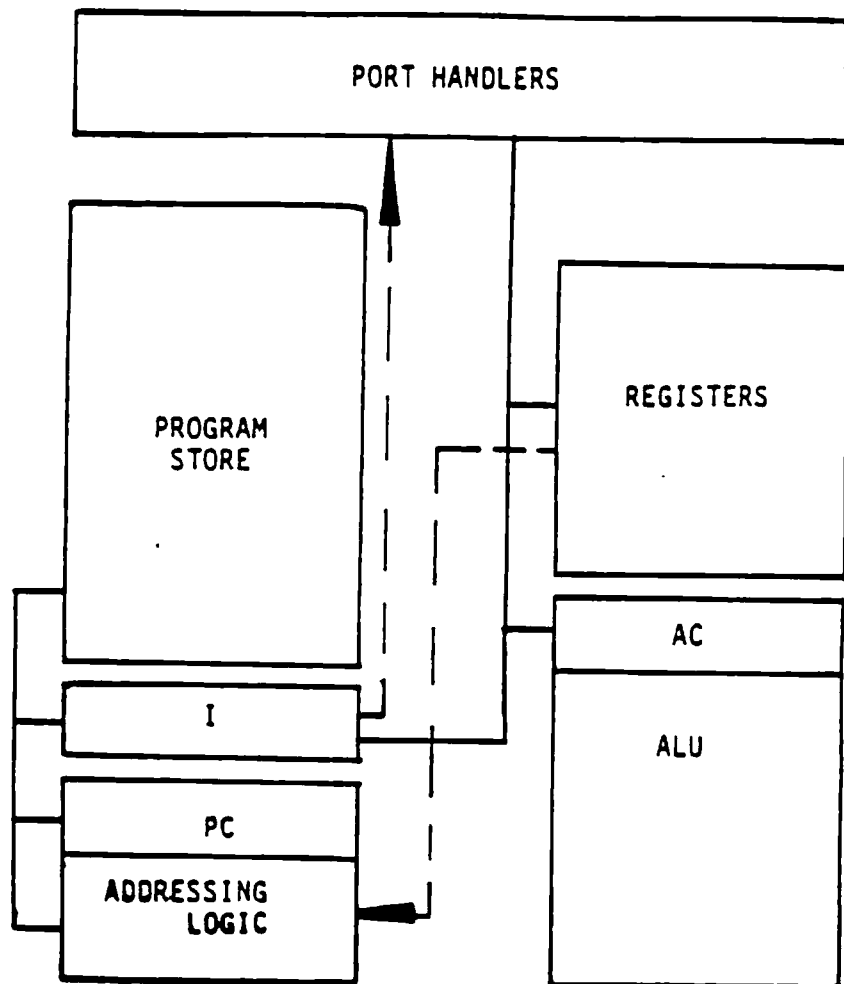 PORT HANDLERS
PROGRAM
STORE
REGISTERS
I
AC
ALU
PC
ADDRESSING
LOGIC